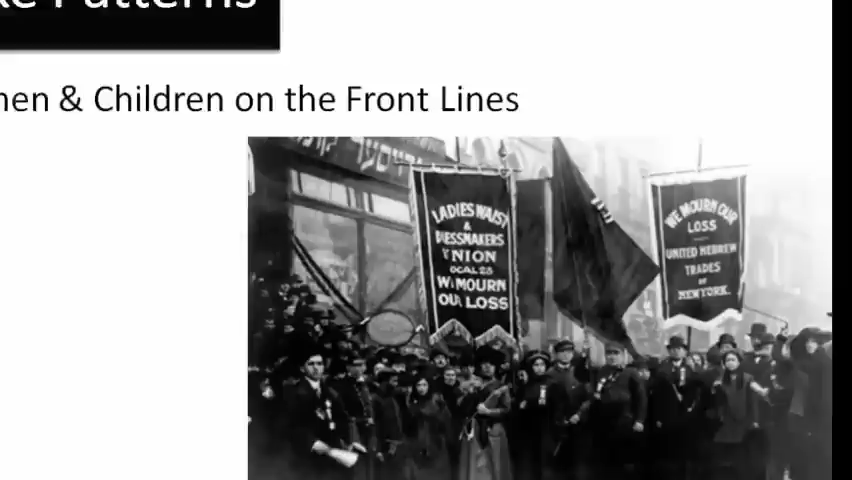 ke Patterns
nen & Children on the Front Lines
LADIES WAIST
&
DRESSMAKERS
UNION
LOCAL 25
WE MOURN
OUR LOSS
WE MOURN OUR
LOSS
UNITED HEBREW
TRADES
OF
NEW YORK.